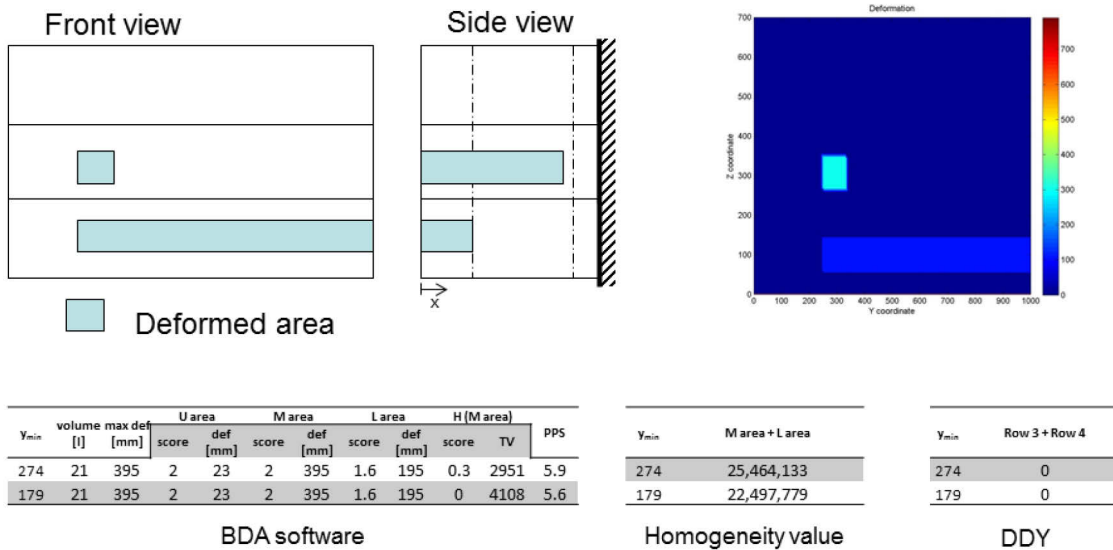 Front view
Side view
x
Deformed area
Deformation
700
600
500
400
300
200
100
0
Z coordinate
0 100 200 300 400 500 600 700 800 900 1000
Y coordinate
700
600
500
400
300
200
100
0
y_min volume [l] max def [mm] U area M area L area H (M area) PPS
score def [mm] score def [mm] score def [mm] score TV
274 21 395 2 23 2 395 1.6 195 0.3 2951 5.9
179 21 395 2 23 2 395 1.6 195 0 4108 5.6
BDA software
y_min M area + L area
274 25,464,133
179 22,497,779
Homogeneity value
y_min Row 3 + Row 4
274 0
179 0
DDY